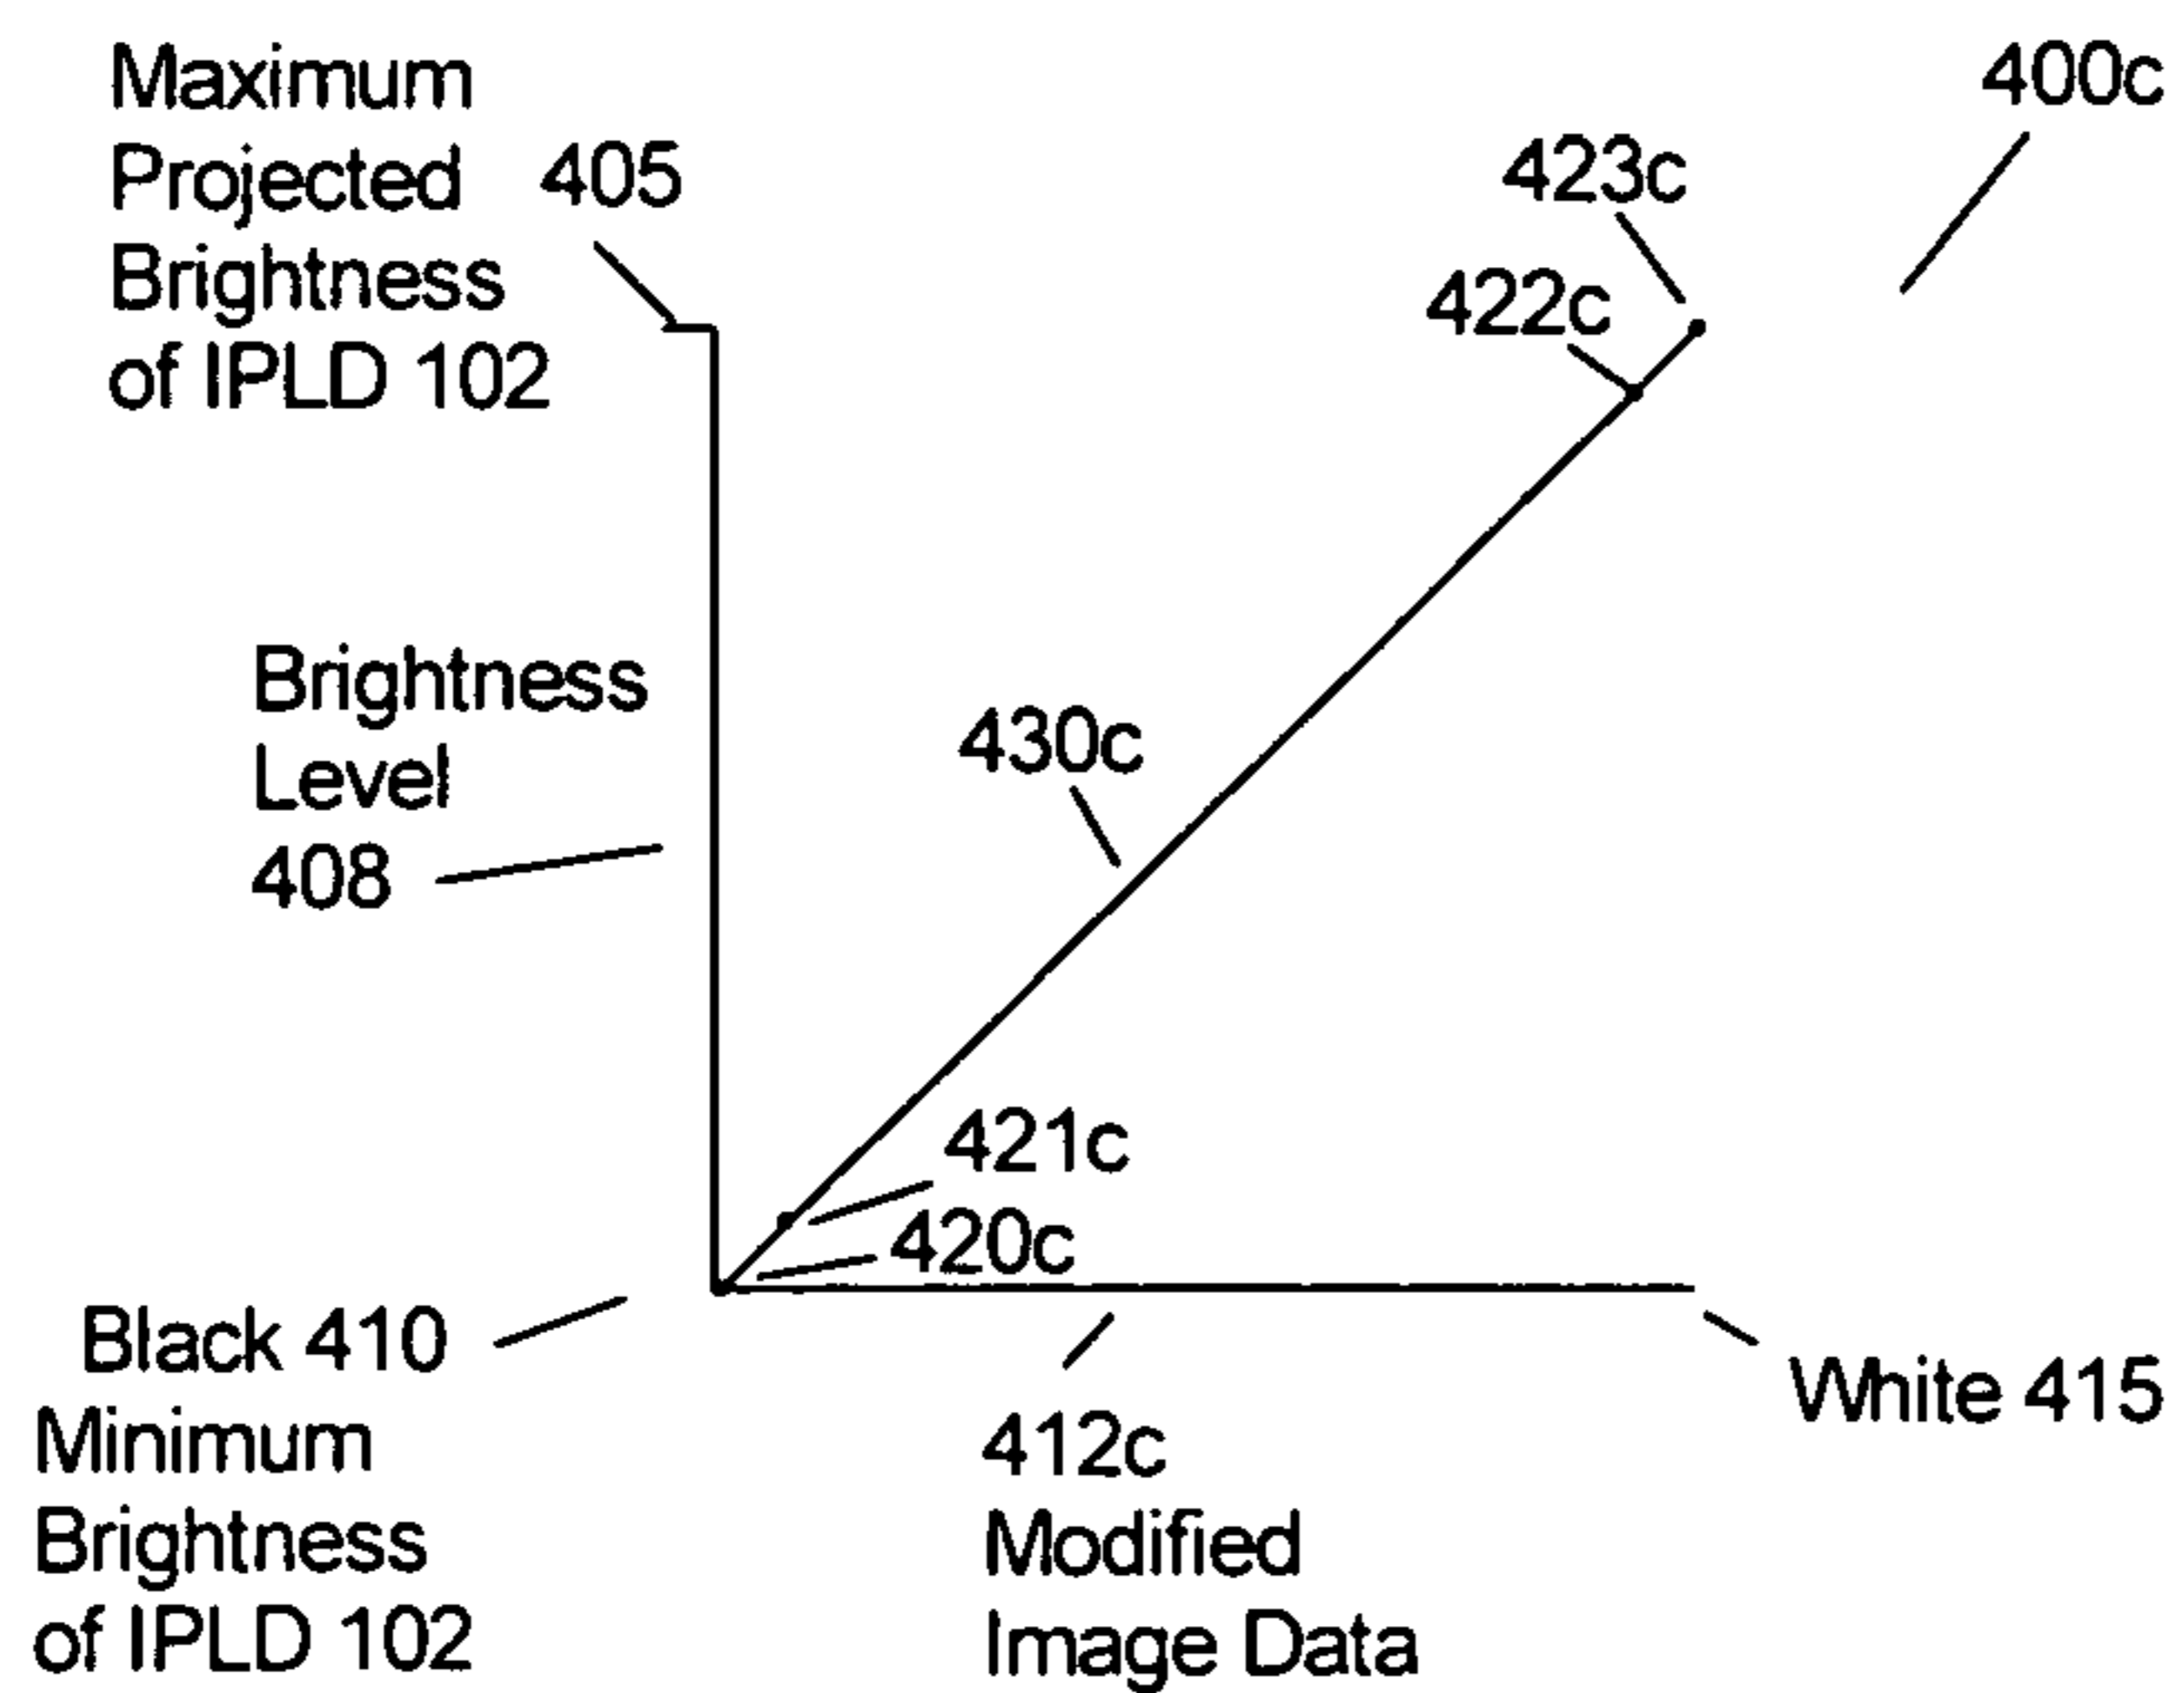 Maximum
Projected 405
Brightness
of IPLD 102
400c
423c
422c
Brightness
Level
408
430c
421c
420c
Black 410
Minimum
Brightness
of IPLD 102
412c
Modified
Image Data
White 415